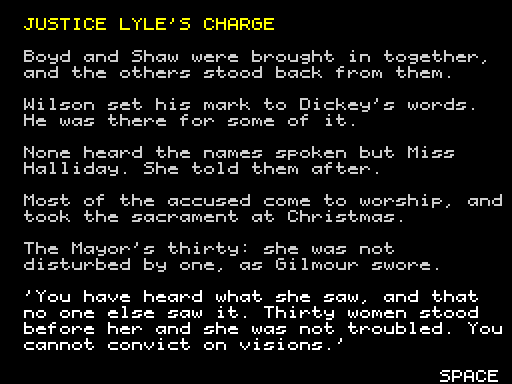 JUSTICE LYLE'S CHARGE
Boyd and Shaw were brought in together,
and the others stood back from them.
Wilson set his mark to Dickey's words.
He was there for some of it.
None heard the names spoken but Miss
Halliday. She told them after.
Most of the accused come to worship, and
took the sacrament at Christmas.
The Mayor's thirty: she was not
disturbed by one, as Gilmour swore.
'You have heard what she saw, and that
no one else saw it. Thirty women stood
before her and she was not troubled. You
cannot convict on visions.'
SPACE